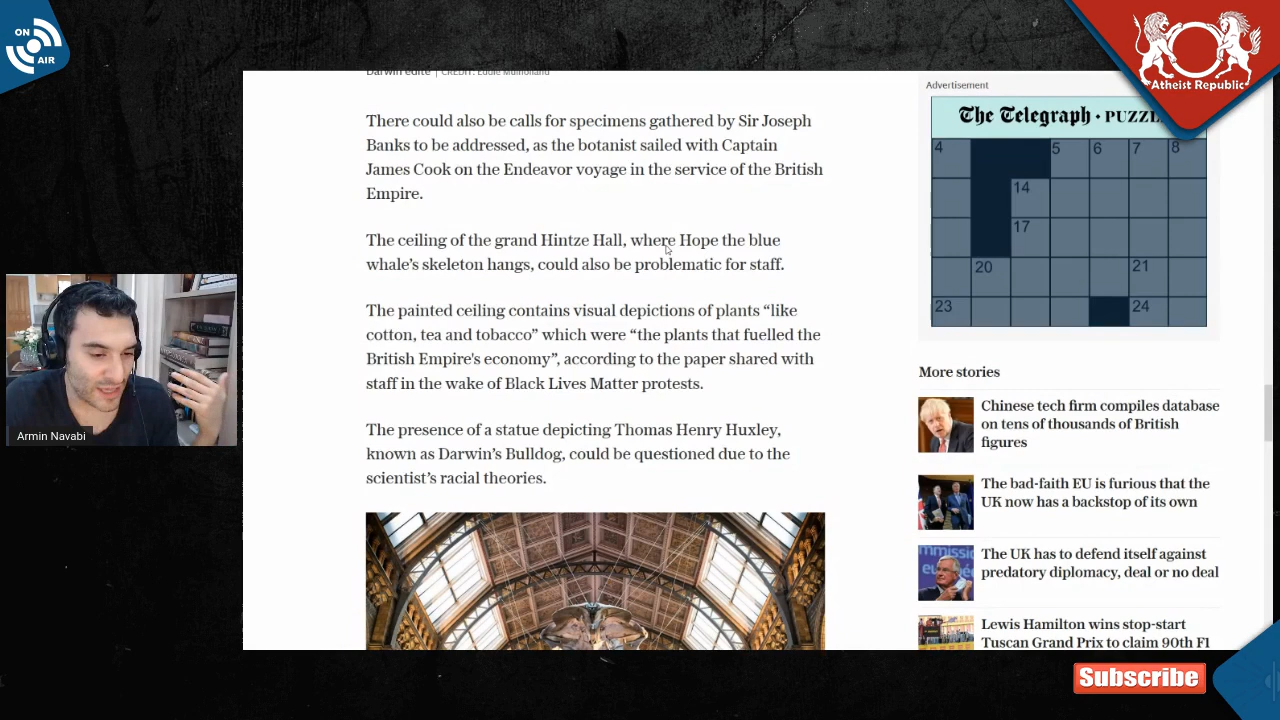 ON
AIR
Atheist Republic
Darwin edite | CREDIT: Eddie Mulholland
There could also be calls for specimens gathered by Sir Joseph
Banks to be addressed, as the botanist sailed with Captain
James Cook on the Endeavor voyage in the service of the British
Empire.
The ceiling of the grand Hintze Hall, where Hope the blue
whale's skeleton hangs, could also be problematic for staff.
The painted ceiling contains visual depictions of plants “like
cotton, tea and tobacco” which were “the plants that fuelled the
British Empire's economy”, according to the paper shared with
staff in the wake of Black Lives Matter protests.
The presence of a statue depicting Thomas Henry Huxley,
known as Darwin’s Bulldog, could be questioned due to the
scientist’s racial theories.
Advertisement
The Telegraph • PUZZL
4 5 6 7 8
14
17
20 21
23 24
More stories
Chinese tech firm compiles database
on tens of thousands of British
figures
The bad-faith EU is furious that the
UK now has a backstop of its own
The UK has to defend itself against
predatory diplomacy, deal or no deal
Lewis Hamilton wins stop-start
Tuscan Grand Prix to claim 90th F1
Armin Navabi
Subscribe